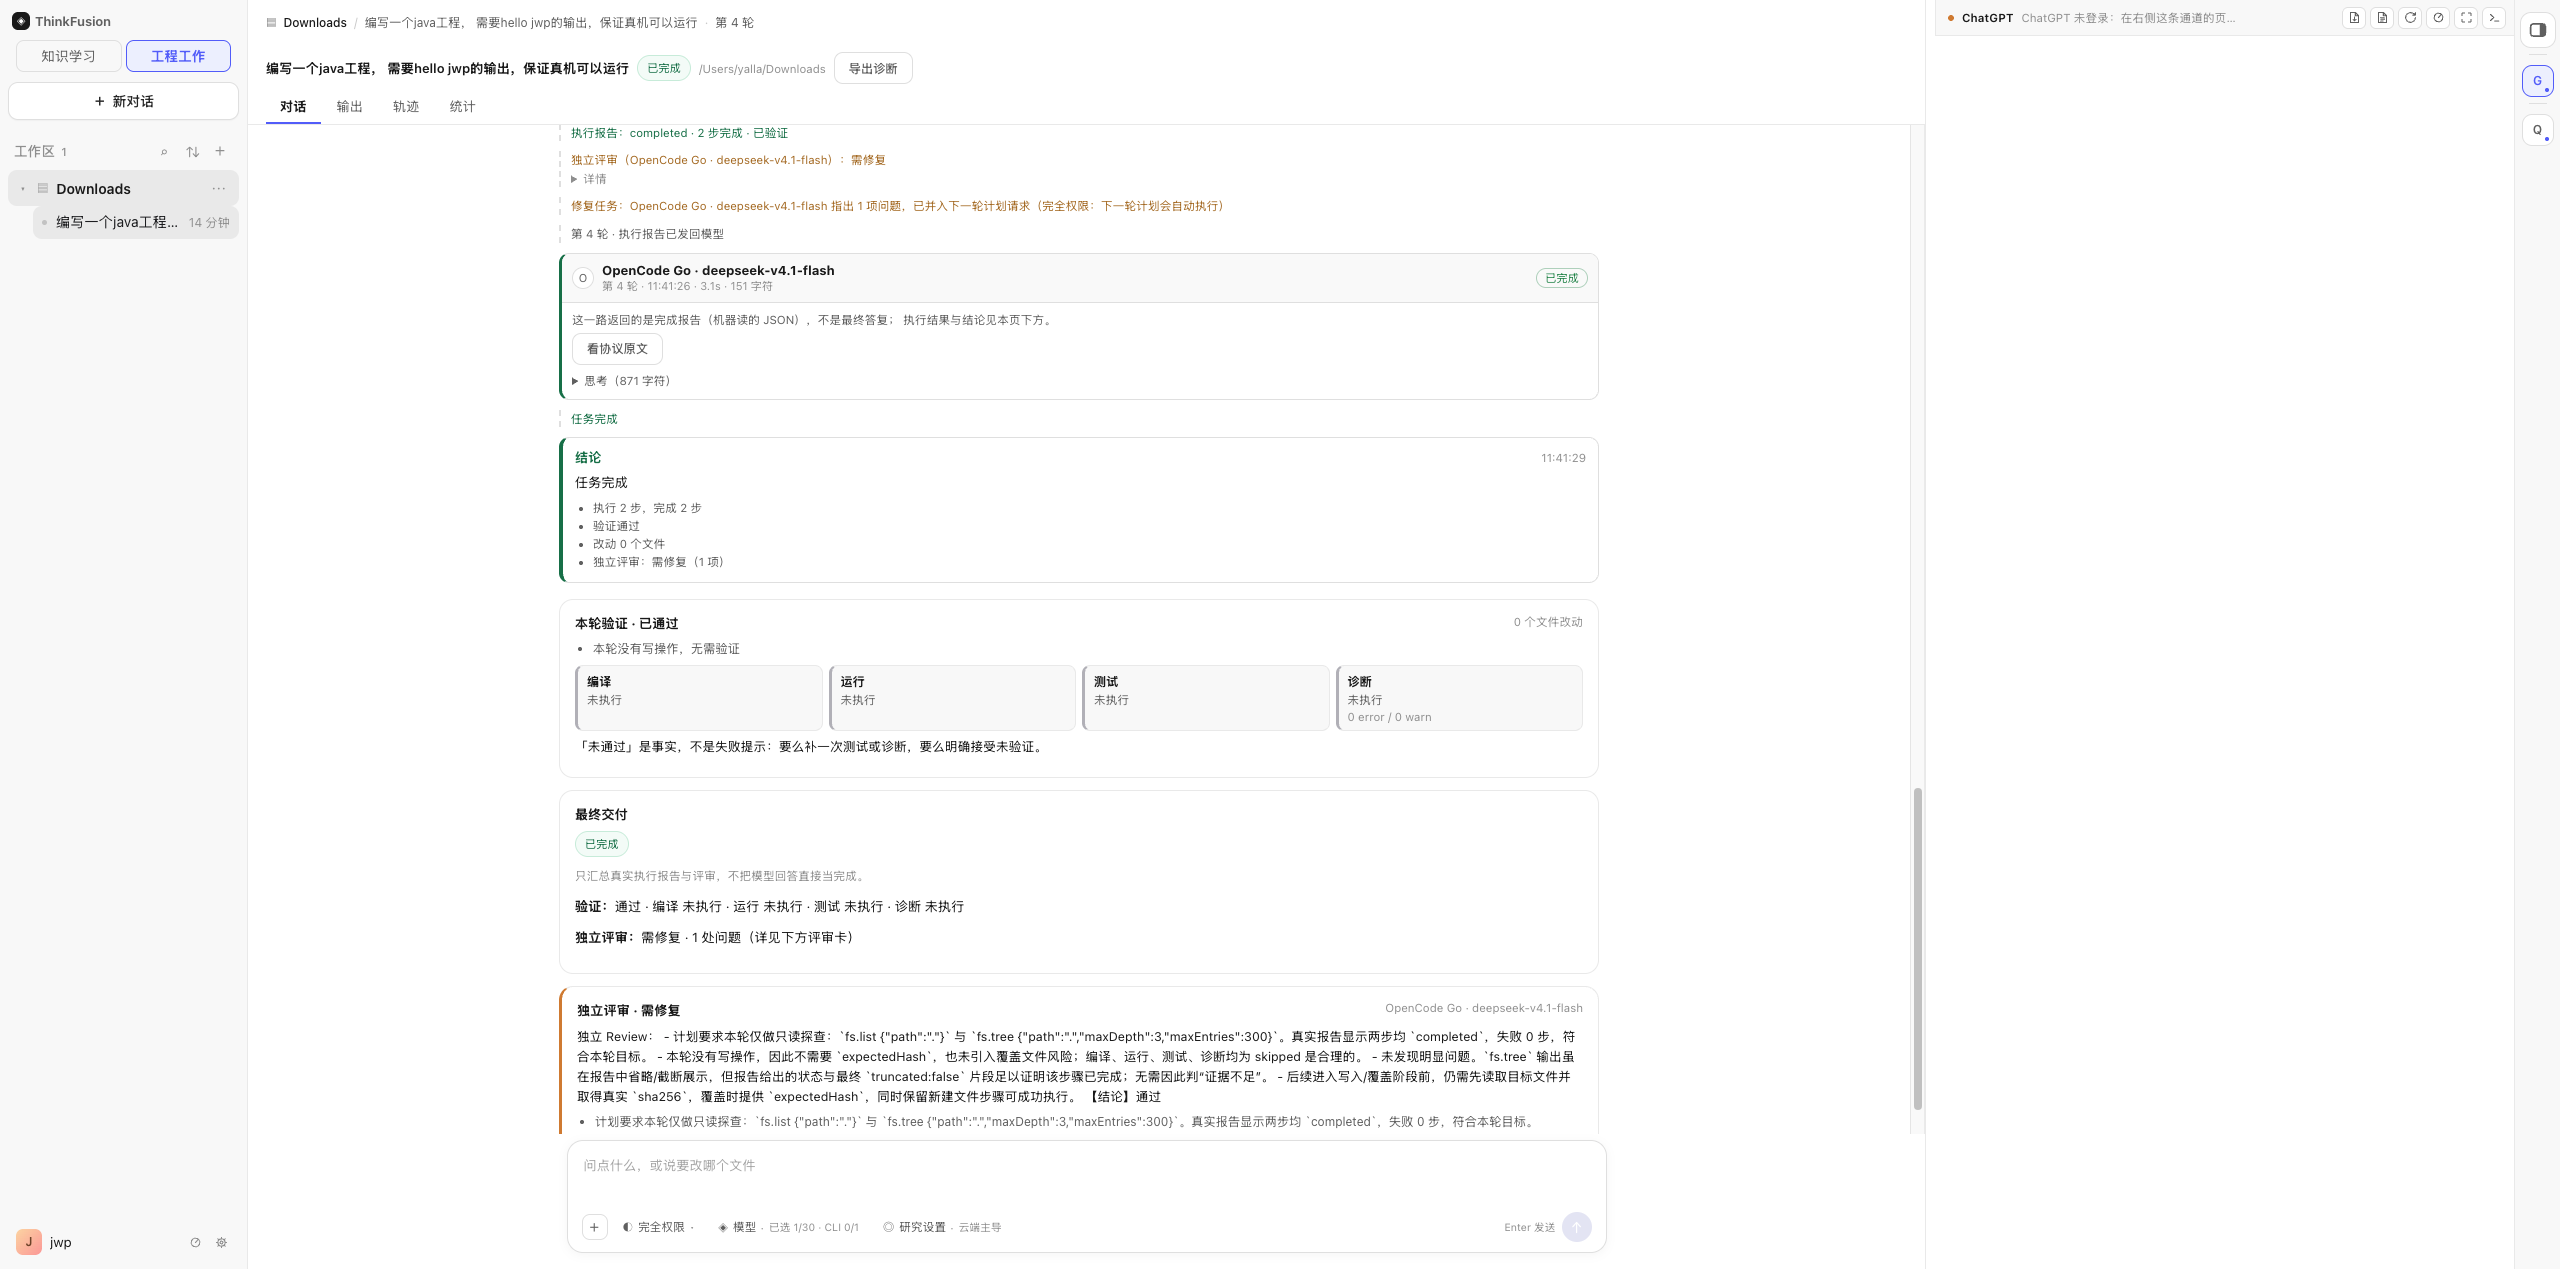 ThinkFusion
知识学习
工程工作
+ 新对话
工作区 1
Downloads
编写一个java工程... 14 分钟
J jwp
Downloads / 编写一个java工程， 需要hello jwp的输出，保证真机可以运行 · 第 4 轮
编写一个java工程， 需要hello jwp的输出，保证真机可以运行 已完成 /Users/yalla/Downloads 导出诊断
对话 输出 轨迹 统计
执行报告：completed · 2 步完成 · 已验证
独立评审（OpenCode Go · deepseek-v4.1-flash）：需修复
详情
修复任务：OpenCode Go · deepseek-v4.1-flash 指出 1 项问题，已并入下一轮计划请求（完全权限：下一轮计划会自动执行）
第 4 轮 · 执行报告已发回模型
O OpenCode Go · deepseek-v4.1-flash 已完成
第 4 轮 · 11:41:26 · 3.1s · 151 字符
这一路返回的是完成报告（机器读的 JSON），不是最终答复； 执行结果与结论见本页下方。
看协议原文
思考（871 字符）
任务完成
结论 11:41:29
任务完成
• 执行 2 步，完成 2 步
• 验证通过
• 改动 0 个文件
• 独立评审：需修复（1 项）
本轮验证 · 已通过 0 个文件改动
• 本轮没有写操作，无需验证
编译 运行 测试 诊断
未执行 未执行 未执行 未执行
0 error / 0 warn
「未通过」是事实，不是失败提示：要么补一次测试或诊断，要么明确接受未验证。
最终交付
已完成
只汇总真实执行报告与评审，不把模型回答直接当完成。
验证：通过 · 编译 未执行 · 运行 未执行 · 测试 未执行 · 诊断 未执行
独立评审：需修复 · 1 处问题（详见下方评审卡）
独立评审 · 需修复 OpenCode Go · deepseek-v4.1-flash
独立 Review： - 计划要求本轮仅做只读探查：`fs.list {"path":"."}` 与 `fs.tree {"path":".","maxDepth":3,"maxEntries":300}`。真实报告显示两步均 `completed`，失败 0 步，符
合本轮目标。 - 本轮没有写操作，因此不需要 `expectedHash`，也未引入覆盖文件风险；编译、运行、测试、诊断均为 skipped 是合理的。 - 未发现明显问题。`fs.tree` 输出虽
在报告中省略/截断展示，但报告给出的状态与最终 `truncated:false` 片段足以证明该步骤已完成；无需因此判“证据不足”。 - 后续进入写入/覆盖阶段前，仍需先读取目标文件并
取得真实 `sha256`，覆盖时提供 `expectedHash`，同时保留新建文件步骤可成功执行。 【结论】通过
• 计划要求本轮仅做只读探查：`fs.list {"path":"."}` 与 `fs.tree {"path":".","maxDepth":3,"maxEntries":300}`。真实报告显示两步均 `completed`，失败 0 步，符合本轮目标。
问点什么，或说要改哪个文件
+ 完全权限 · 模型 · 已选 1/30 · CLI 0/1 研究设置 · 云端主导 Enter 发送
ChatGPT ChatGPT 未登录：在右侧这条通道的页...
G
Q